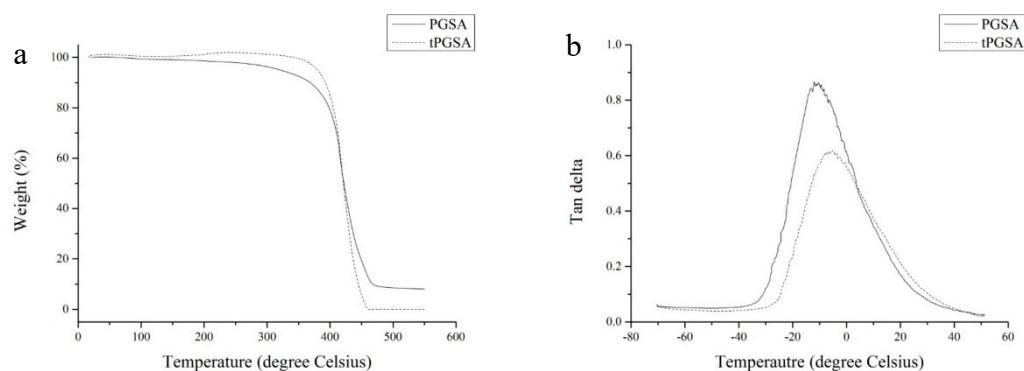 a
PGSA
tPGSA
100
80
60
40
20
0
Weight (%)
0
100
200
300
400
500
600
Temperature (degree Celsius)
b
PGSA
tPGSA
1.0
0.8
0.6
0.4
0.2
0.0
Tan delta
-80
-60
-40
-20
0
20
40
60
Temperautre (degree Celsius)